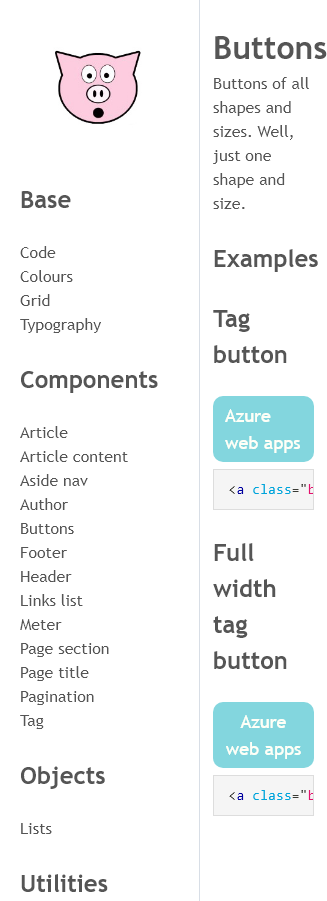 Base
Code
Colours
Grid
Typography
Components
Article
Article content
Aside nav
Author
Buttons
Footer
Header
Links list
Meter
Page section
Page title
Pagination
Tag
Objects
Lists
Utilities
Buttons
Buttons of all
shapes and
sizes. Well,
just one
shape and
size.
Examples
Tag
button
Azure
web apps
<a class="b
Full
width
tag
button
Azure
web apps
<a class="b